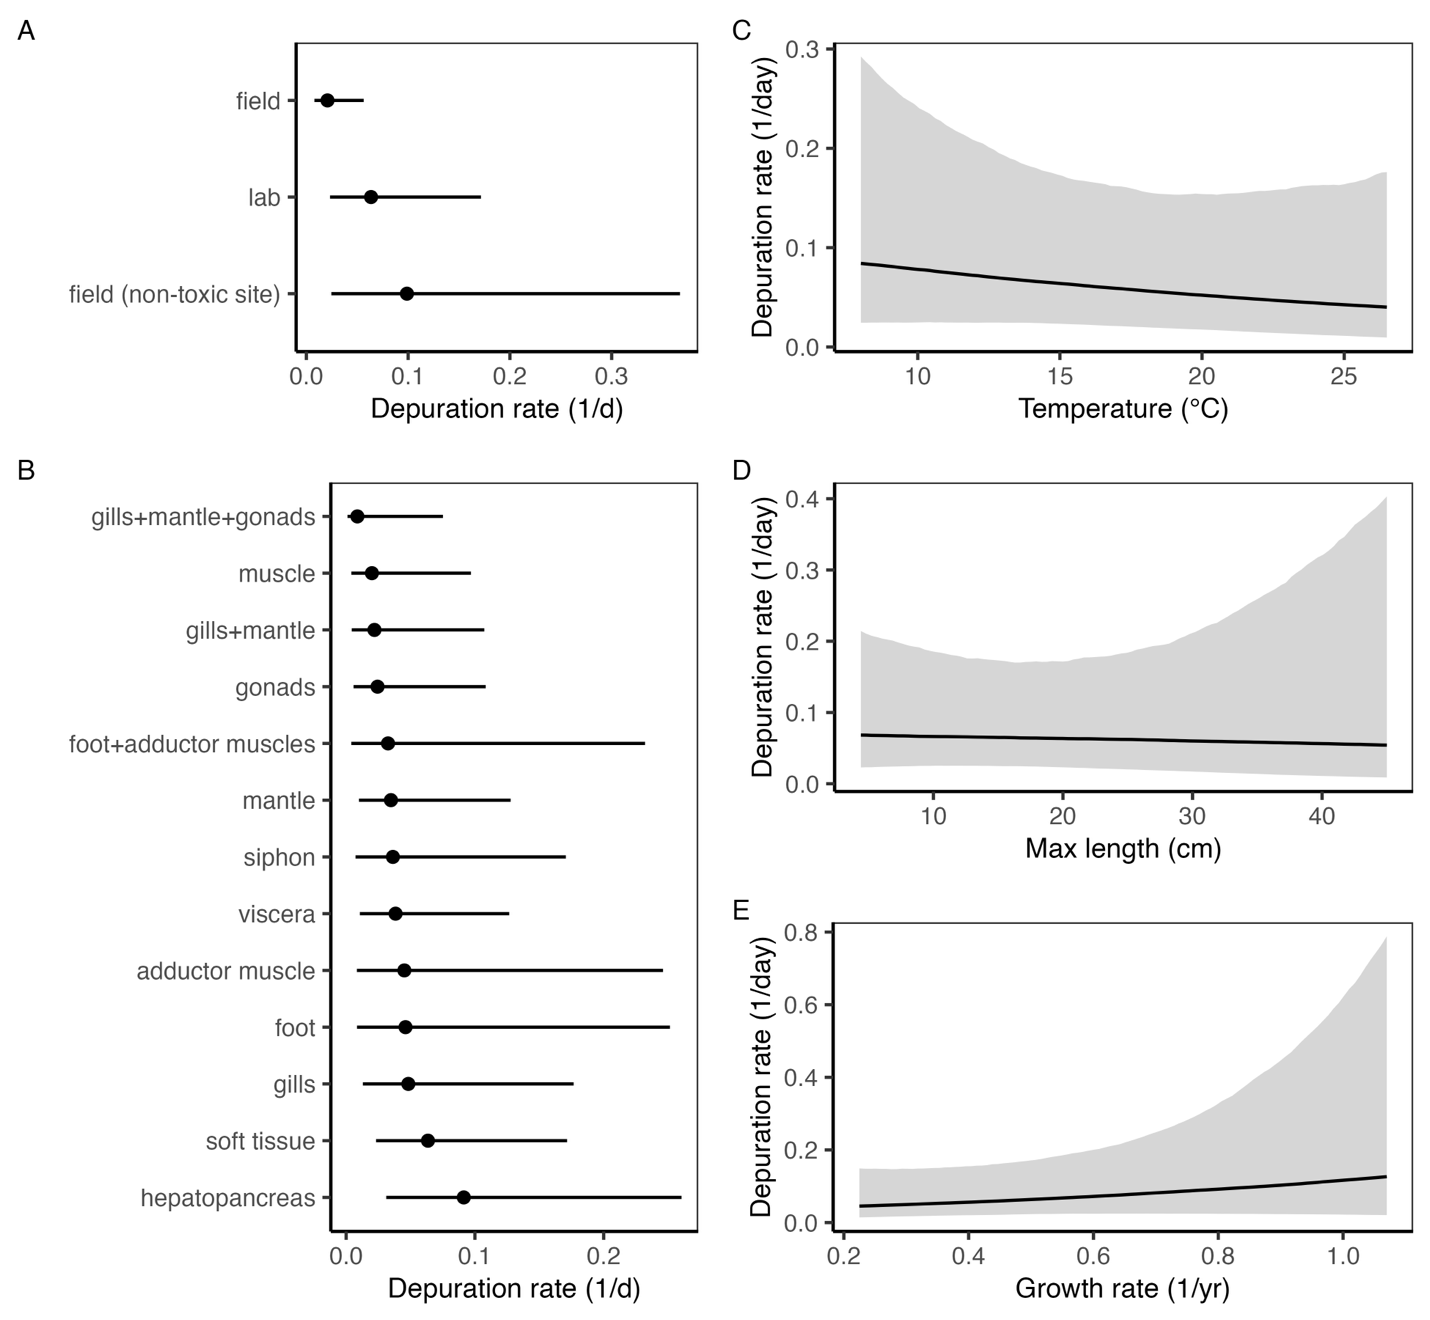 A
field
lab
field (non-toxic site)
0.0 0.1 0.2 0.3
Depuration rate (1/d)
B
gills+mantle+gonads
muscle
gills+mantle
gonads
foot+adductor muscles
mantle
siphon
viscera
adductor muscle
foot
gills
soft tissue
hepatopancreas
0.0 0.1 0.2
Depuration rate (1/d)
C
Depuration rate (1/day)
0.3
0.2
0.1
0.0
10 15 20 25
Temperature (°C)
D
Depuration rate (1/day)
0.4
0.3
0.2
0.1
0.0
10 20 30 40
Max length (cm)
E
Depuration rate (1/day)
0.8
0.6
0.4
0.2
0.0
0.2 0.4 0.6 0.8 1.0
Growth rate (1/yr)